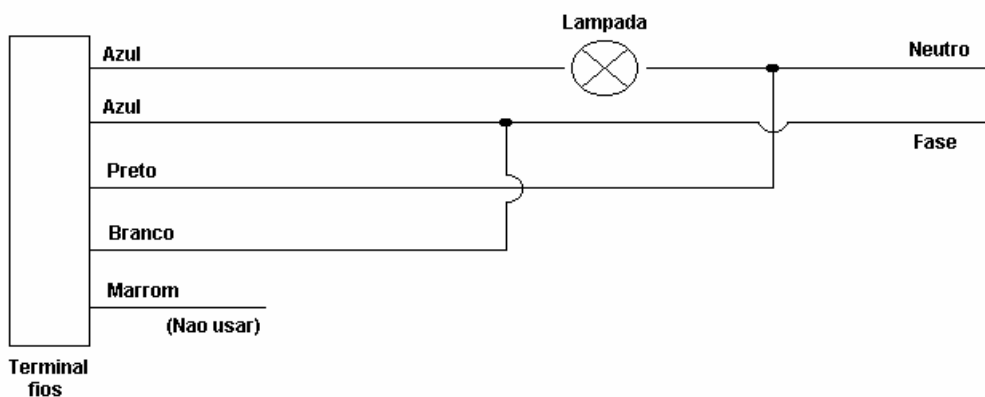 Lampada
Azul
Neutro
Azul
Fase
Preto
Branco
Marrom
(Nao usar)
Terminal
fios